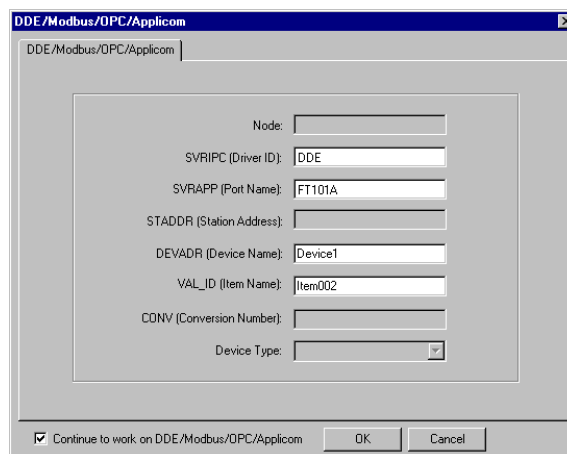 DDE/Modbus/OPC/Applicom
DDE/Modbus/OPC/Applicom
Node:
SVRIPC (Driver ID): DDE
SVRAPP (Port Name): FT101A
STADDR (Station Address):
DEVADR (Device Name): Device1
VAL_ID (Item Name): Item002
CONV (Conversion Number):
Device Type:
Continue to work on DDE/Modbus/OPC/Applicom OK Cancel